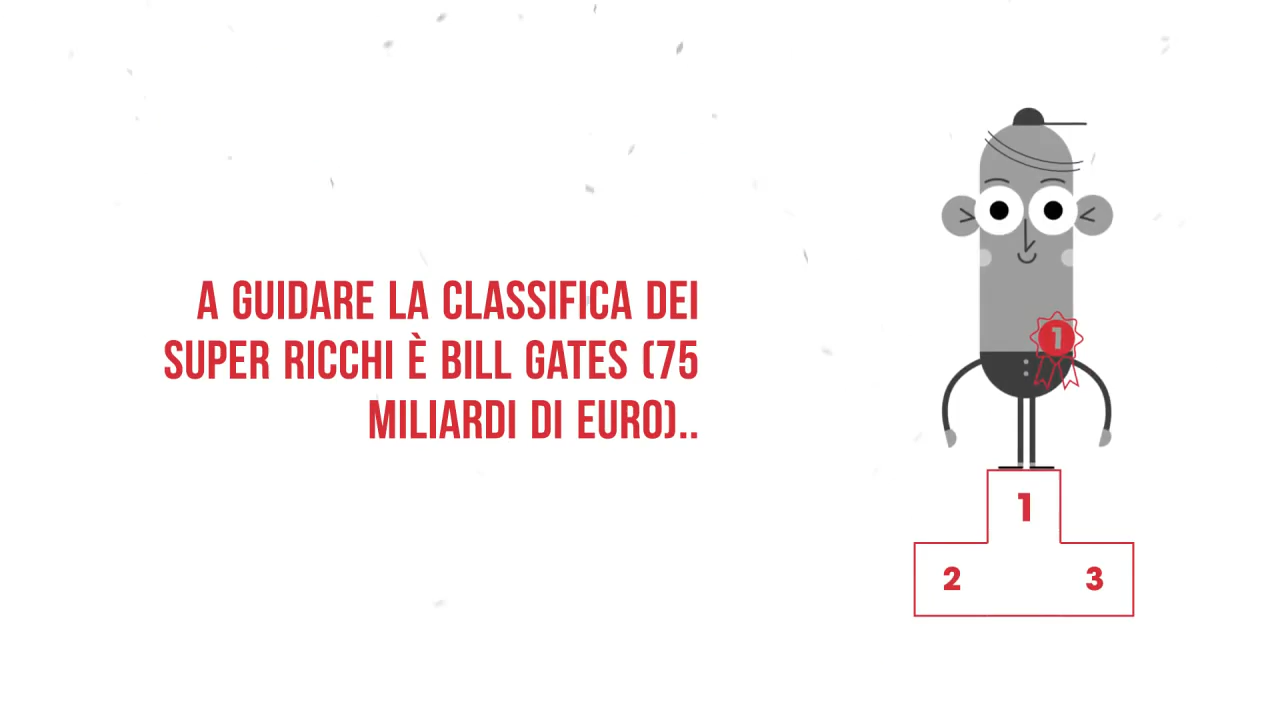 A GUIDARE LA CLASSIFICA DEI
SUPER RICCHI È BILL GATES (75
MILIARDI DI EURO)..
1
1
2
3